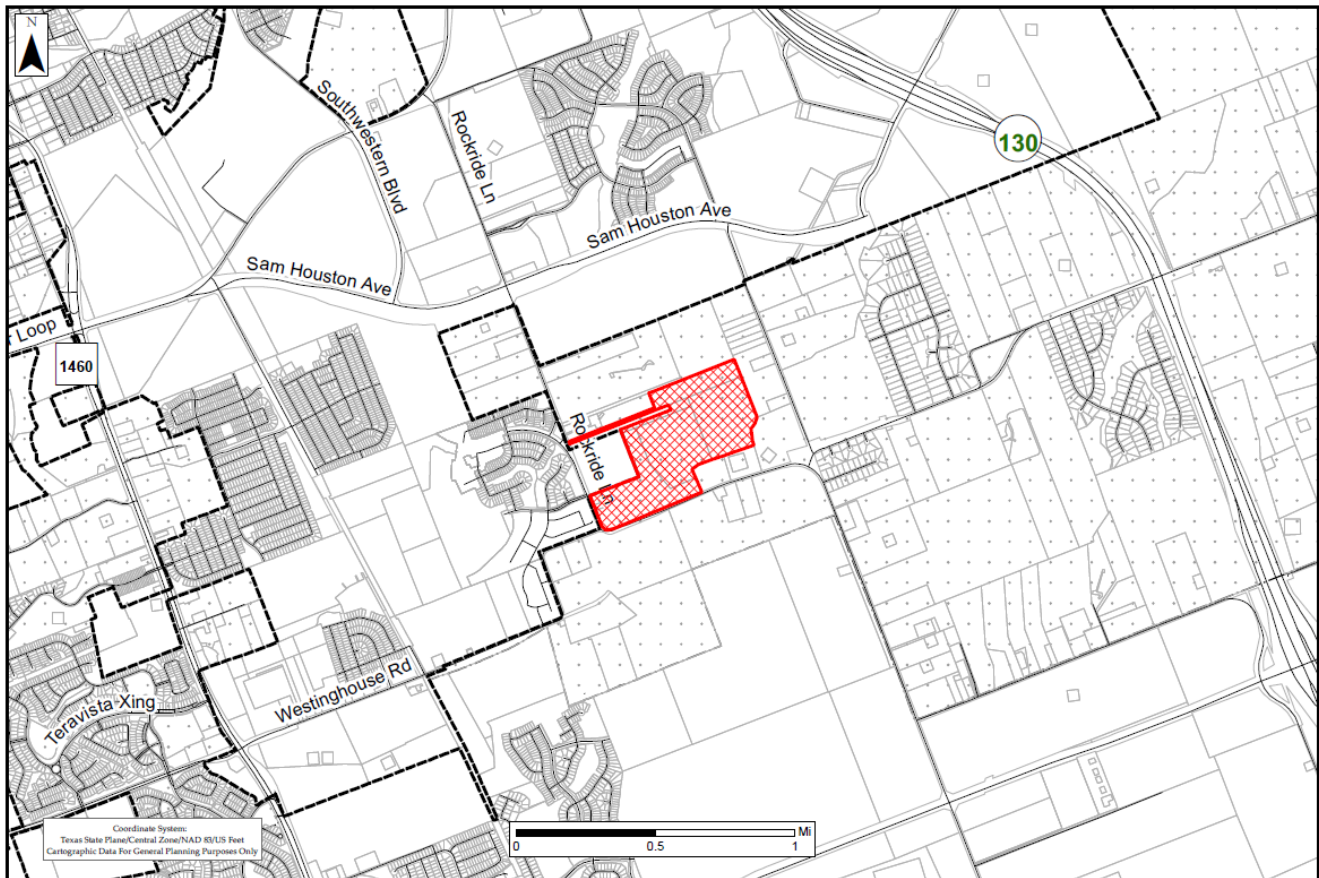 N
Southwestern Blvd
Rockride Ln
130
Sam Houston Ave
Sam Houston Ave
r Loop
1460
Rockride Ln
Westinghouse Rd
Teravista Xing
Coordinate System:
Texas State Plane/Central Zone/NAD 83/US Feet
Cartographic Data For General Planning Purposes Only
Mi
0 0.5 1